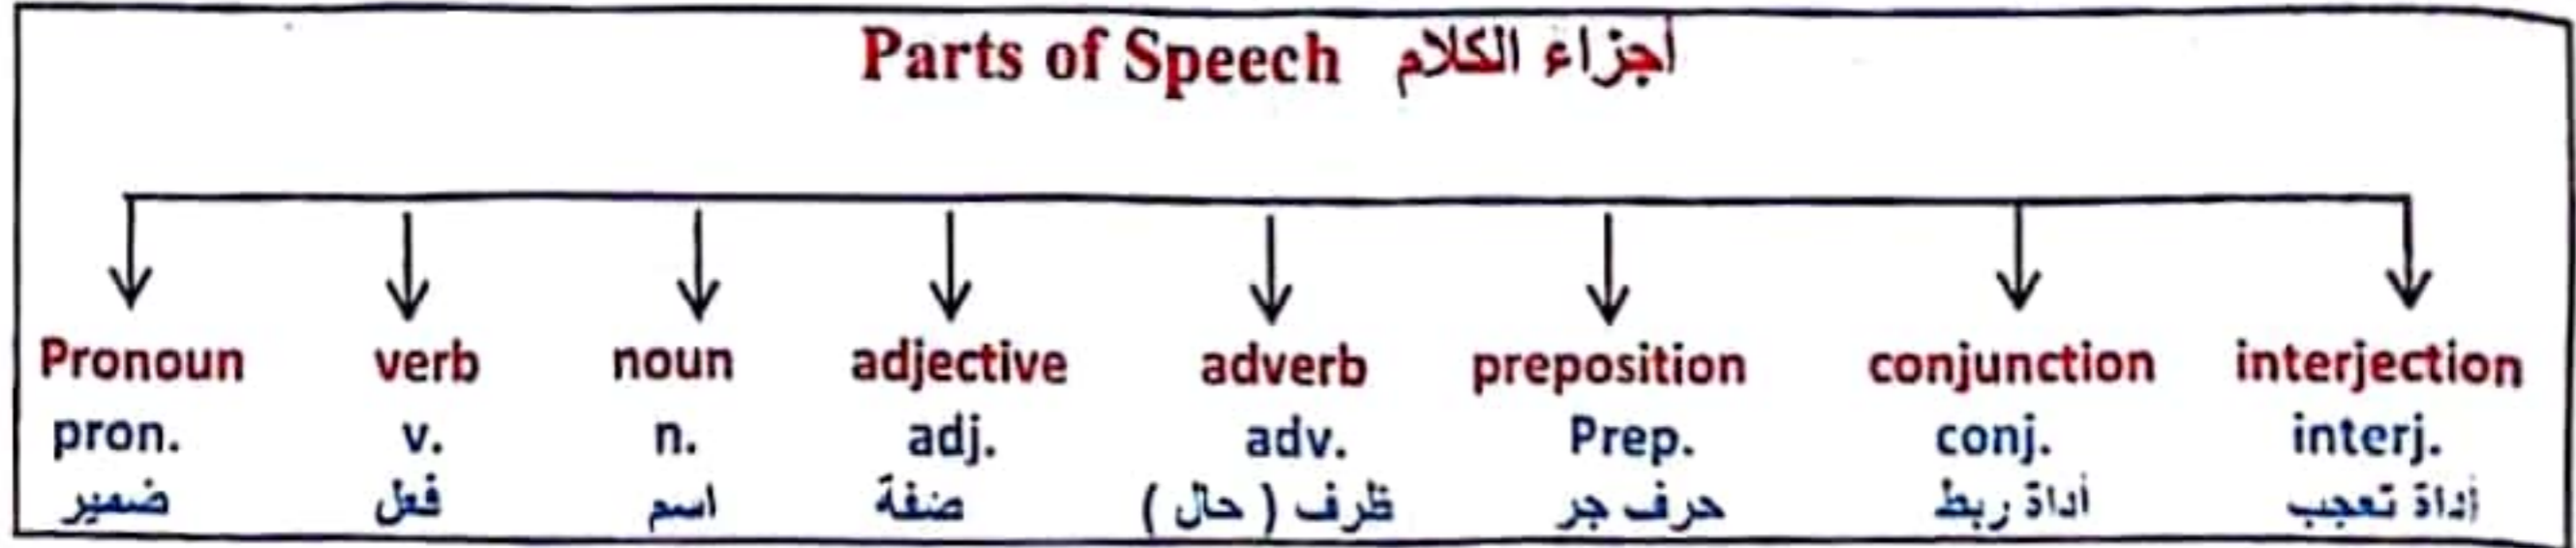 Parts of Speech أجزاء الكلام
Pronoun verb noun adjective adverb preposition conjunction interjection
pron. v. n. adj. adv. Prep. conj. interj.
ضمير فعل اسم صفة ظرف ( حال ) حرف جر أداة ربط أداة تعجب